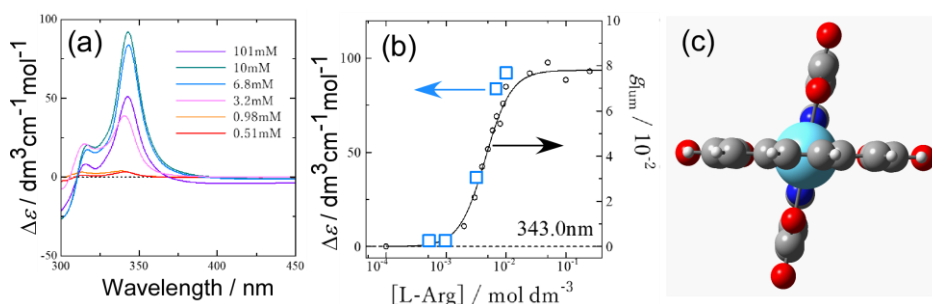 (a)
100
50
0
-50
300
350
400
450
Δε / dm³cm⁻¹mol⁻¹
Wavelength / nm
101mM
10mM
6.8mM
3.2mM
0.98mM
0.51mM
(b)
100
50
0
Δε / dm³cm⁻¹mol⁻¹
10⁻⁴
10⁻³
10⁻²
10⁻¹
[L-Arg] / mol dm⁻³
343.0nm
10
8
6
4
2
0
g_lum / 10⁻²
(c)